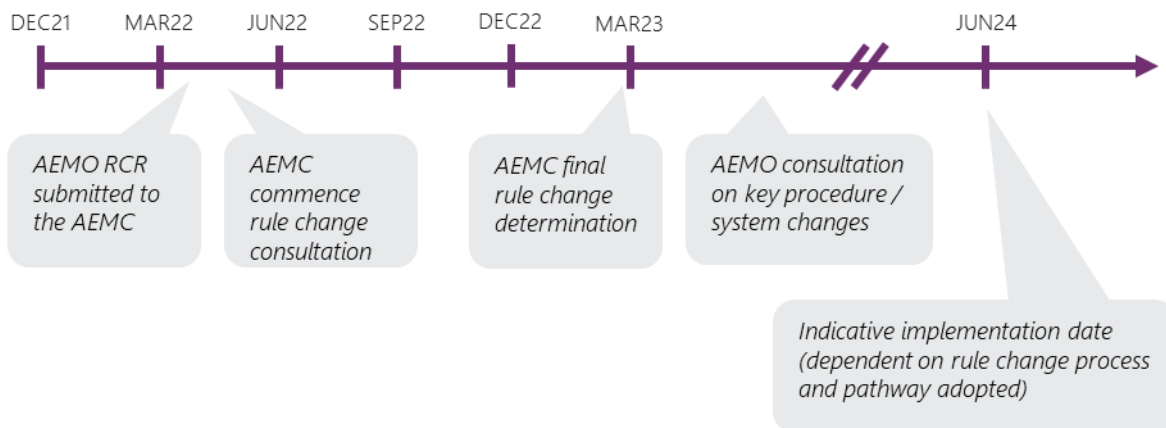 DEC21
MAR22
JUN22
SEP22
DEC22
MAR23
JUN24
AEMO RCR
submitted to
the AEMC
AEMC
commence
rule change
consultation
AEMC final
rule change
determination
AEMO consultation
on key procedure /
system changes
Indicative implementation date
(dependent on rule change process
and pathway adopted)